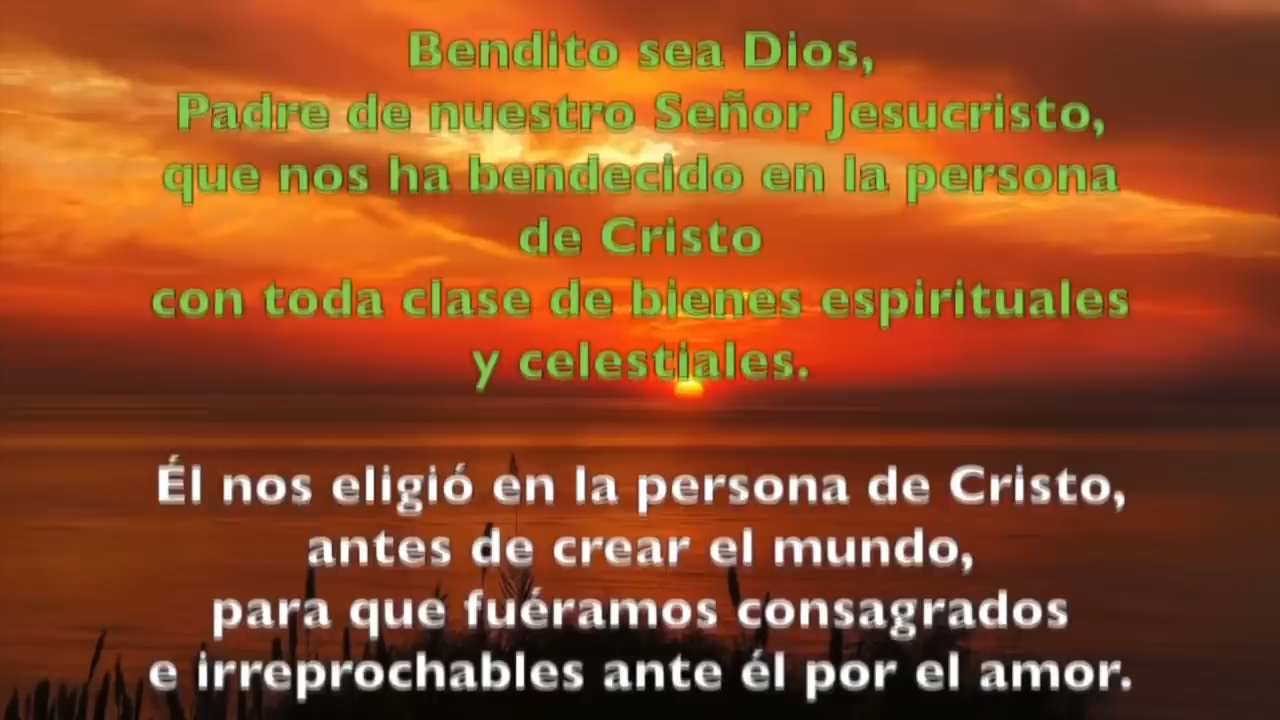 Bendito sea Dios,
Padre de nuestro Señor Jesucristo,
que nos ha bendecido en la persona
de Cristo
con toda clase de bienes espirituales
y celestiales.
Él nos eligió en la persona de Cristo,
antes de crear el mundo,
para que fuéramos consagrados
e irreprochables ante él por el amor.